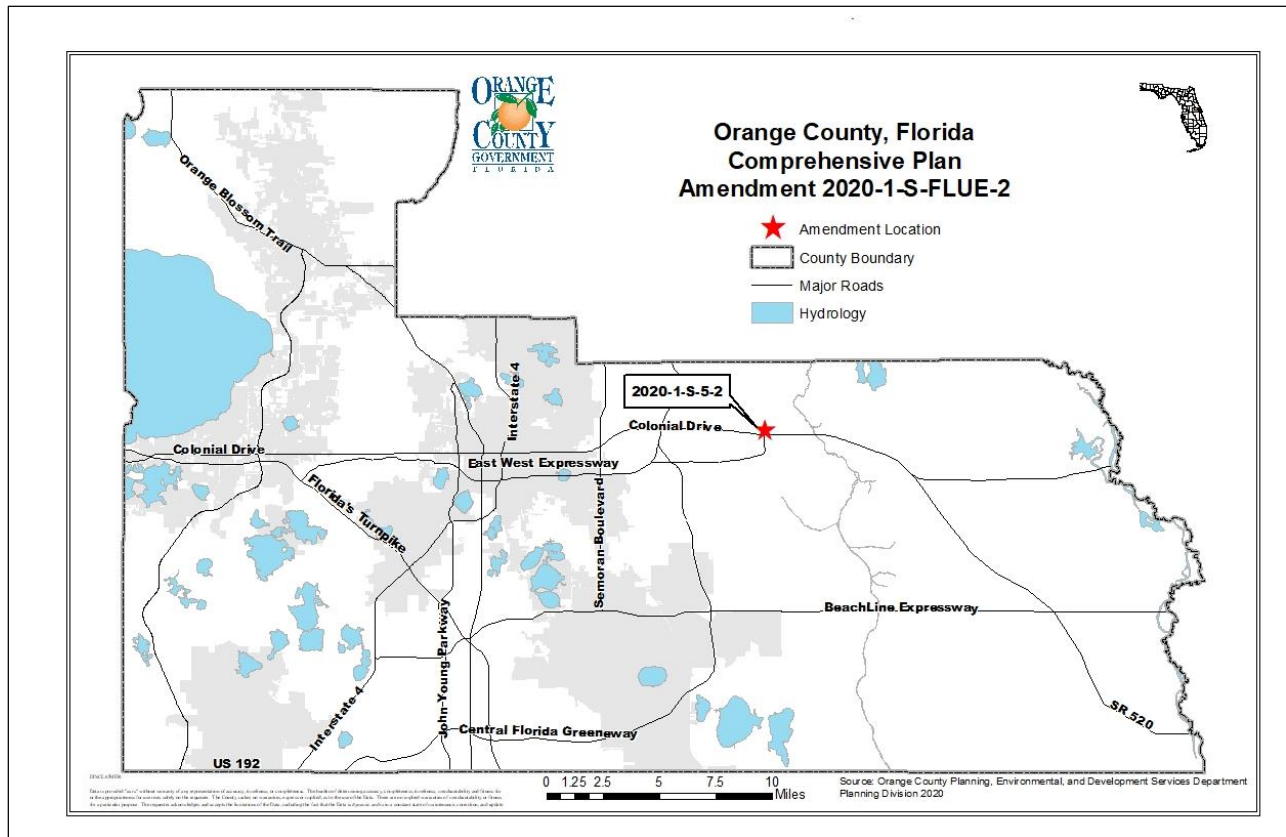 ORANGE
COUNTY
GOVERNMENT
FLORIDA
Orange County, Florida
Comprehensive Plan
Amendment 2020-1-S-FLUE-2
Amendment Location
County Boundary
Major Roads
Hydrology
Orange Blossom Trail
Interstate 4
2020-1-S-5-2
Colonial Drive
Colonial Drive
East West Expressway
Florida's Turnpike
Semoran-Boulevard
BeachLine Expressway
John-Young-Parkway
Interstate 4
SR 520
Central Florida Greeneway
US 192
0 1.25 2.5 5 7.5 10
Miles
Source: Orange County Planning, Environmental, and Development Services Department
Planning Division 2020